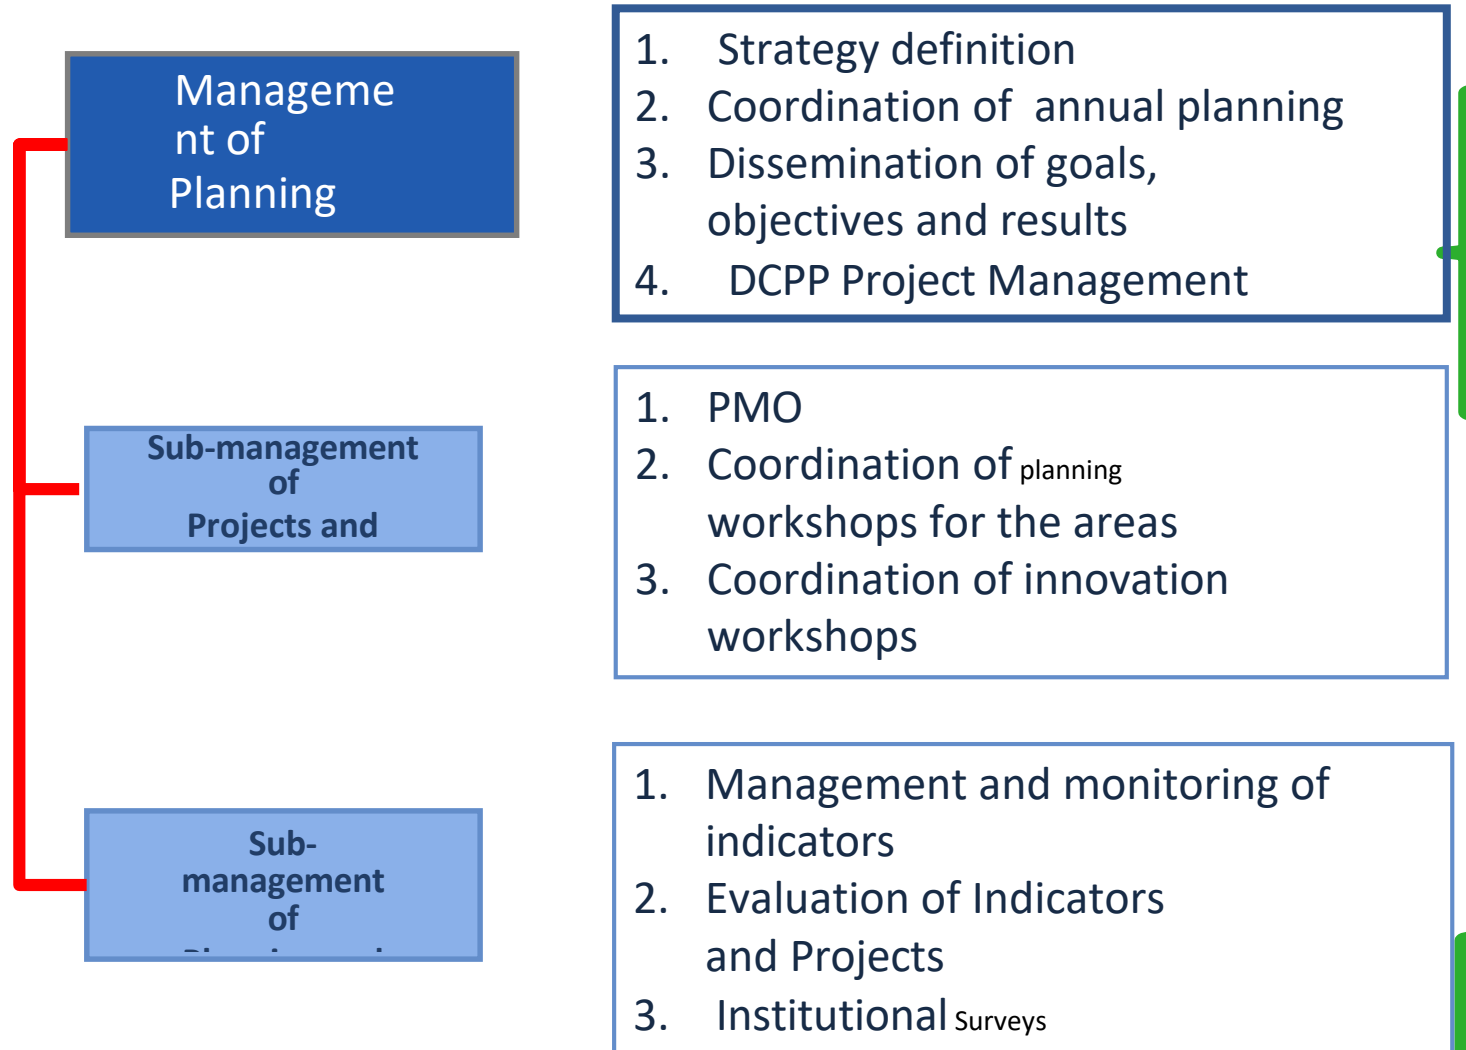 Manageme
nt of
Planning
1. Strategy definition
2. Coordination of annual planning
3. Dissemination of goals,
objectives and results
4. DCPP Project Management
Sub-management
of
Projects and
1. PMO
2. Coordination of planning
workshops for the areas
3. Coordination of innovation
workshops
Sub-
management
of
1. Management and monitoring of
indicators
2. Evaluation of Indicators
and Projects
3. Institutional Surveys